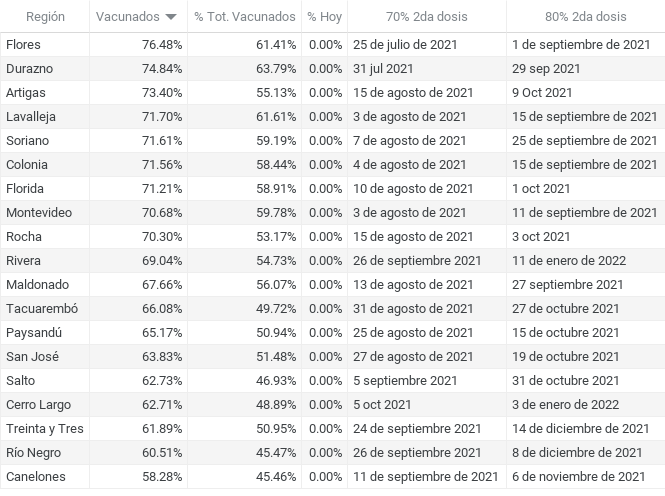 Región Vacunados % Tot. Vacunados % Hoy 70% 2da dosis 80% 2da dosis
Flores 76.48% 61.41% 0.00% 25 de julio de 2021 1 de septiembre de 2021
Durazno 74.84% 63.79% 0.00% 31 jul 2021 29 sep 2021
Artigas 73.40% 55.13% 0.00% 15 de agosto de 2021 9 Oct 2021
Lavalleja 71.70% 61.61% 0.00% 3 de agosto de 2021 15 de septiembre de 2021
Soriano 71.61% 59.19% 0.00% 7 de agosto de 2021 25 de septiembre de 2021
Colonia 71.56% 58.44% 0.00% 4 de agosto de 2021 15 de septiembre de 2021
Florida 71.21% 58.91% 0.00% 10 de agosto de 2021 1 oct 2021
Montevideo 70.68% 59.78% 0.00% 3 de agosto de 2021 11 de septiembre de 2021
Rocha 70.30% 53.17% 0.00% 15 de agosto de 2021 3 oct 2021
Rivera 69.04% 54.73% 0.00% 26 de septiembre 2021 11 de enero de 2022
Maldonado 67.66% 56.07% 0.00% 13 de agosto de 2021 27 septiembre 2021
Tacuarembó 66.08% 49.72% 0.00% 31 de agosto de 2021 27 de octubre 2021
Paysandú 65.17% 50.94% 0.00% 25 de agosto de 2021 15 de octubre 2021
San José 63.83% 51.48% 0.00% 27 de agosto de 2021 19 de octubre 2021
Salto 62.73% 46.93% 0.00% 5 septiembre 2021 31 de octubre 2021
Cerro Largo 62.71% 48.89% 0.00% 5 oct 2021 3 de enero de 2022
Treinta y Tres 61.89% 50.95% 0.00% 24 de septiembre 2021 14 de diciembre de 2021
Río Negro 60.51% 45.47% 0.00% 26 de septiembre 2021 8 de diciembre de 2021
Canelones 58.28% 45.46% 0.00% 11 de septiembre de 2021 6 de noviembre de 2021